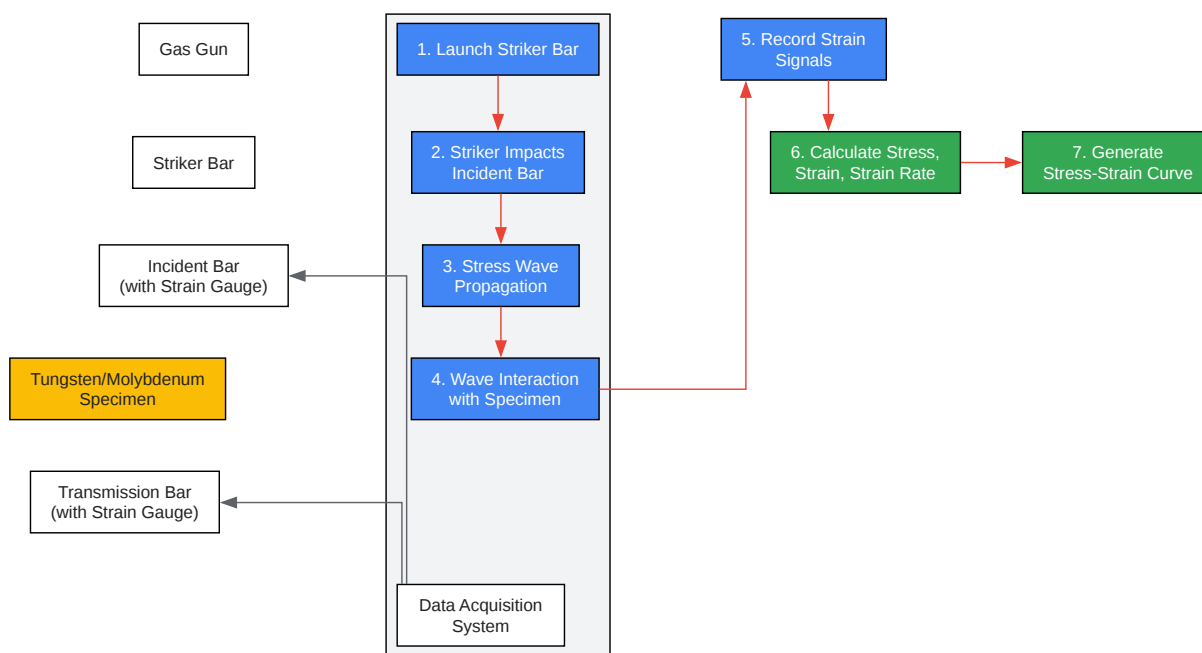 Gas Gun
1. Launch Striker Bar
5. Record Strain
Signals
Striker Bar
2. Striker Impacts
Incident Bar
6. Calculate Stress,
Strain, Strain Rate
7. Generate
Stress-Strain Curve
Incident Bar
(with Strain Gauge)
3. Stress Wave
Propagation
Tungsten/Molybdenum
Specimen
4. Wave Interaction
with Specimen
Transmission Bar
(with Strain Gauge)
Data Acquisition
System